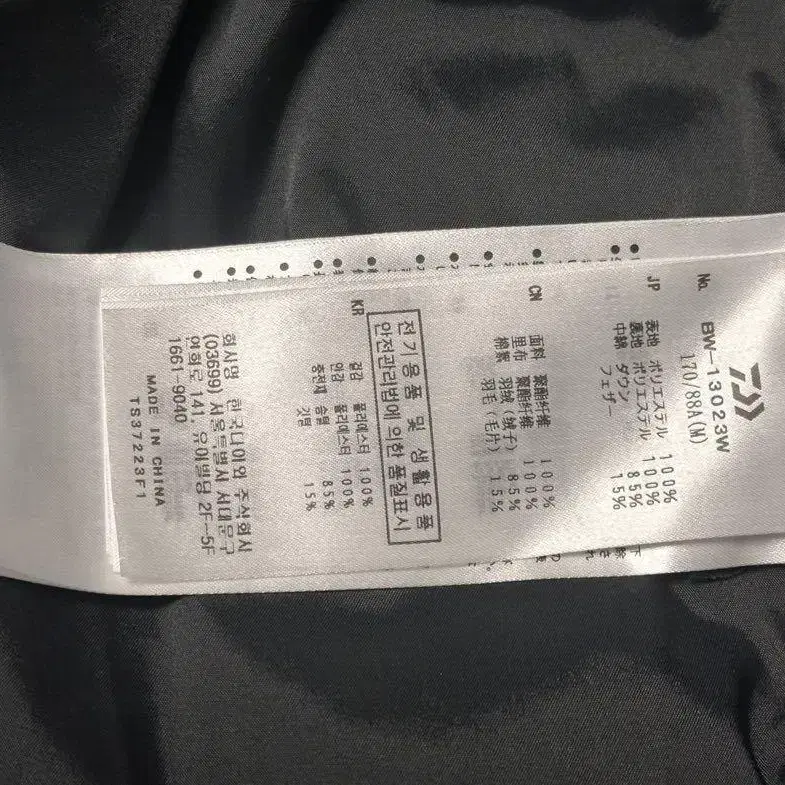 No. BW-13023W
170/88A(M)
JP
表地 ポリエステル 100%
裏地 ポリエステル 100%
中綿 ダウン 85%
フェザー 15%
CN
面料 聚酯纤维 100%
里布 聚酯纤维 100%
棉絮 羽绒(绒子) 85%
羽毛(毛片) 15%
전기용품 및 생활용품
안전관리법에 의한 품질표시
KR
겉감 폴리에스터 100%
안감 폴리에스터 100%
충전재 솜털 85%
깃털 15%
회사명 한국다이와 주식회사
(03699) 서울특별시 서대문구
연희로 141, 유아빌딩 2F-5F
1661-9040
MADE IN CHINA
TS37223F1